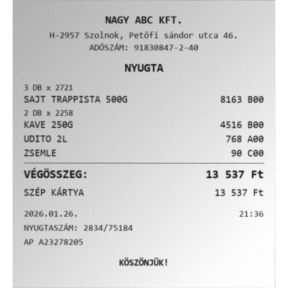 NAGY ABC KFT.
H-2957 Szolnok, Petőfi sándor utca 46.
ADÓSZÁM: 91830847-2-40
NYUGTA
3 DB x 2721
SAJT TRAPPISTA 500G 8163 B00
2 DB x 2258
KAVE 250G 4516 B00
UDITO 2L 768 A00
ZSEMLE 90 C00
VÉGÖSSZEG: 13 537 Ft
SZÉP KÁRTYA 13 537 Ft
2026.01.26. 21:36
NYUGTASZÁM: 2834/75184
AP A23278205
KÖSZÖNJÜK!